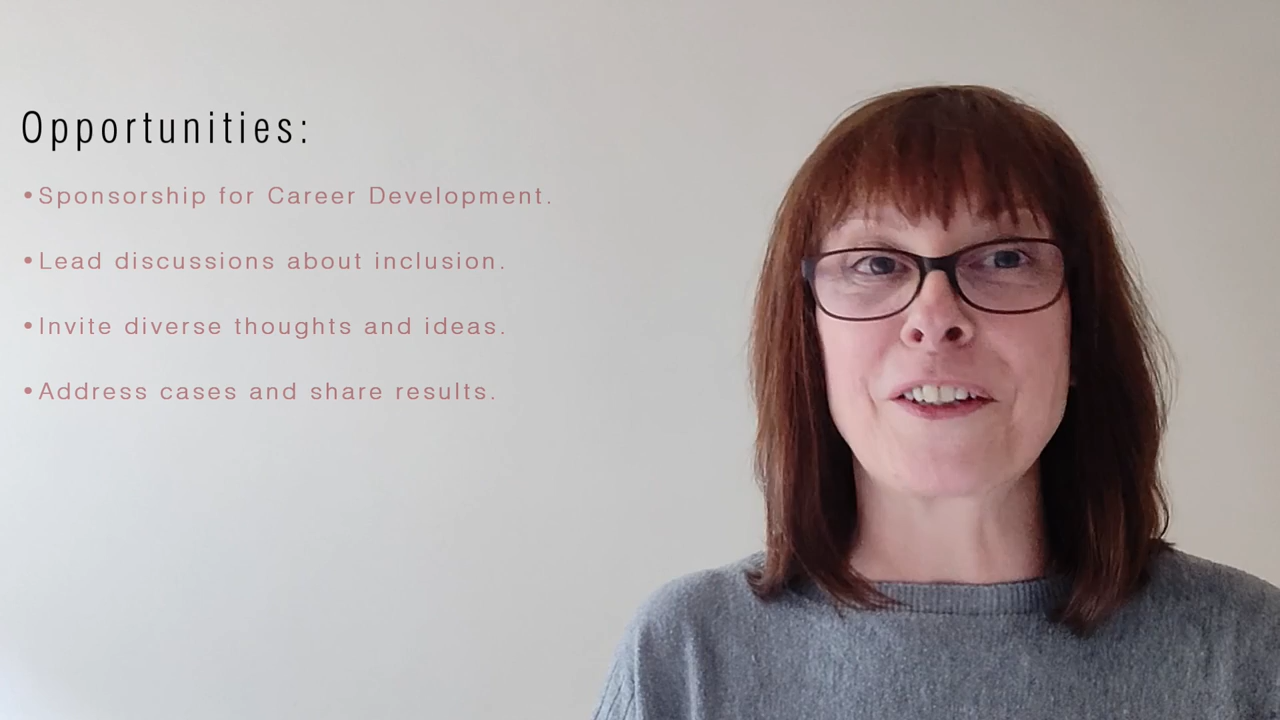 Opportunities:
•Sponsorship for Career Development.
•Lead discussions about inclusion.
•Invite diverse thoughts and ideas.
•Address cases and share results.